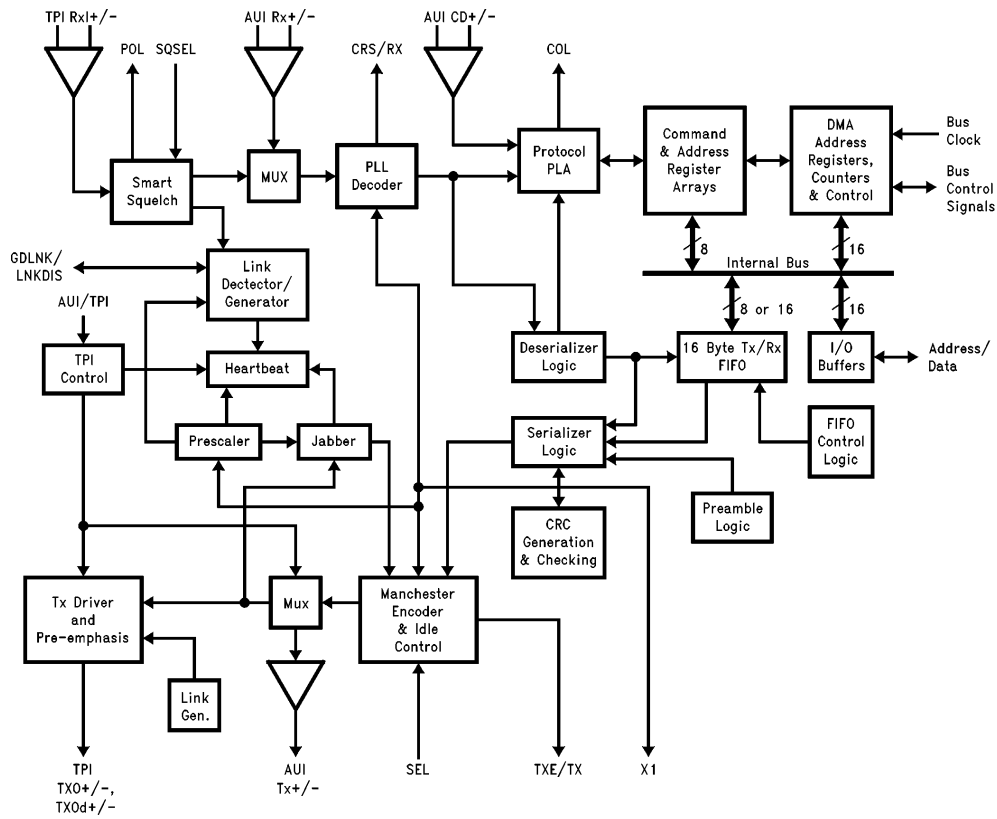 TPI RxI+/-
AUI Rx+/-
AUI CD+/-
POL
SQSEL
CRS/RX
COL
Smart
Squelch
MUX
PLL
Decoder
Protocol
PLA
Command
& Address
Register
Arrays
DMA
Address
Registers,
Counters
& Control
Bus
Clock
Bus
Control
Signals
8
16
Internal Bus
GDLNK/
LNKDIS
Link
Dectector/
Generator
AUI/TPI
8 or 16
16
TPI
Control
Heartbeat
Deserializer
Logic
16 Byte Tx/Rx
FIFO
I/O
Buffers
Address/
Data
Prescaler
Jabber
Serializer
Logic
FIFO
Control
Logic
Preamble
Logic
CRC
Generation
& Checking
Tx Driver
and
Pre-emphasis
Mux
Manchester
Encoder
& Idle
Control
Link
Gen.
TPI
TXO+/-,
TXOd+/-
AUI
Tx+/-
SEL
TXE/TX
X1